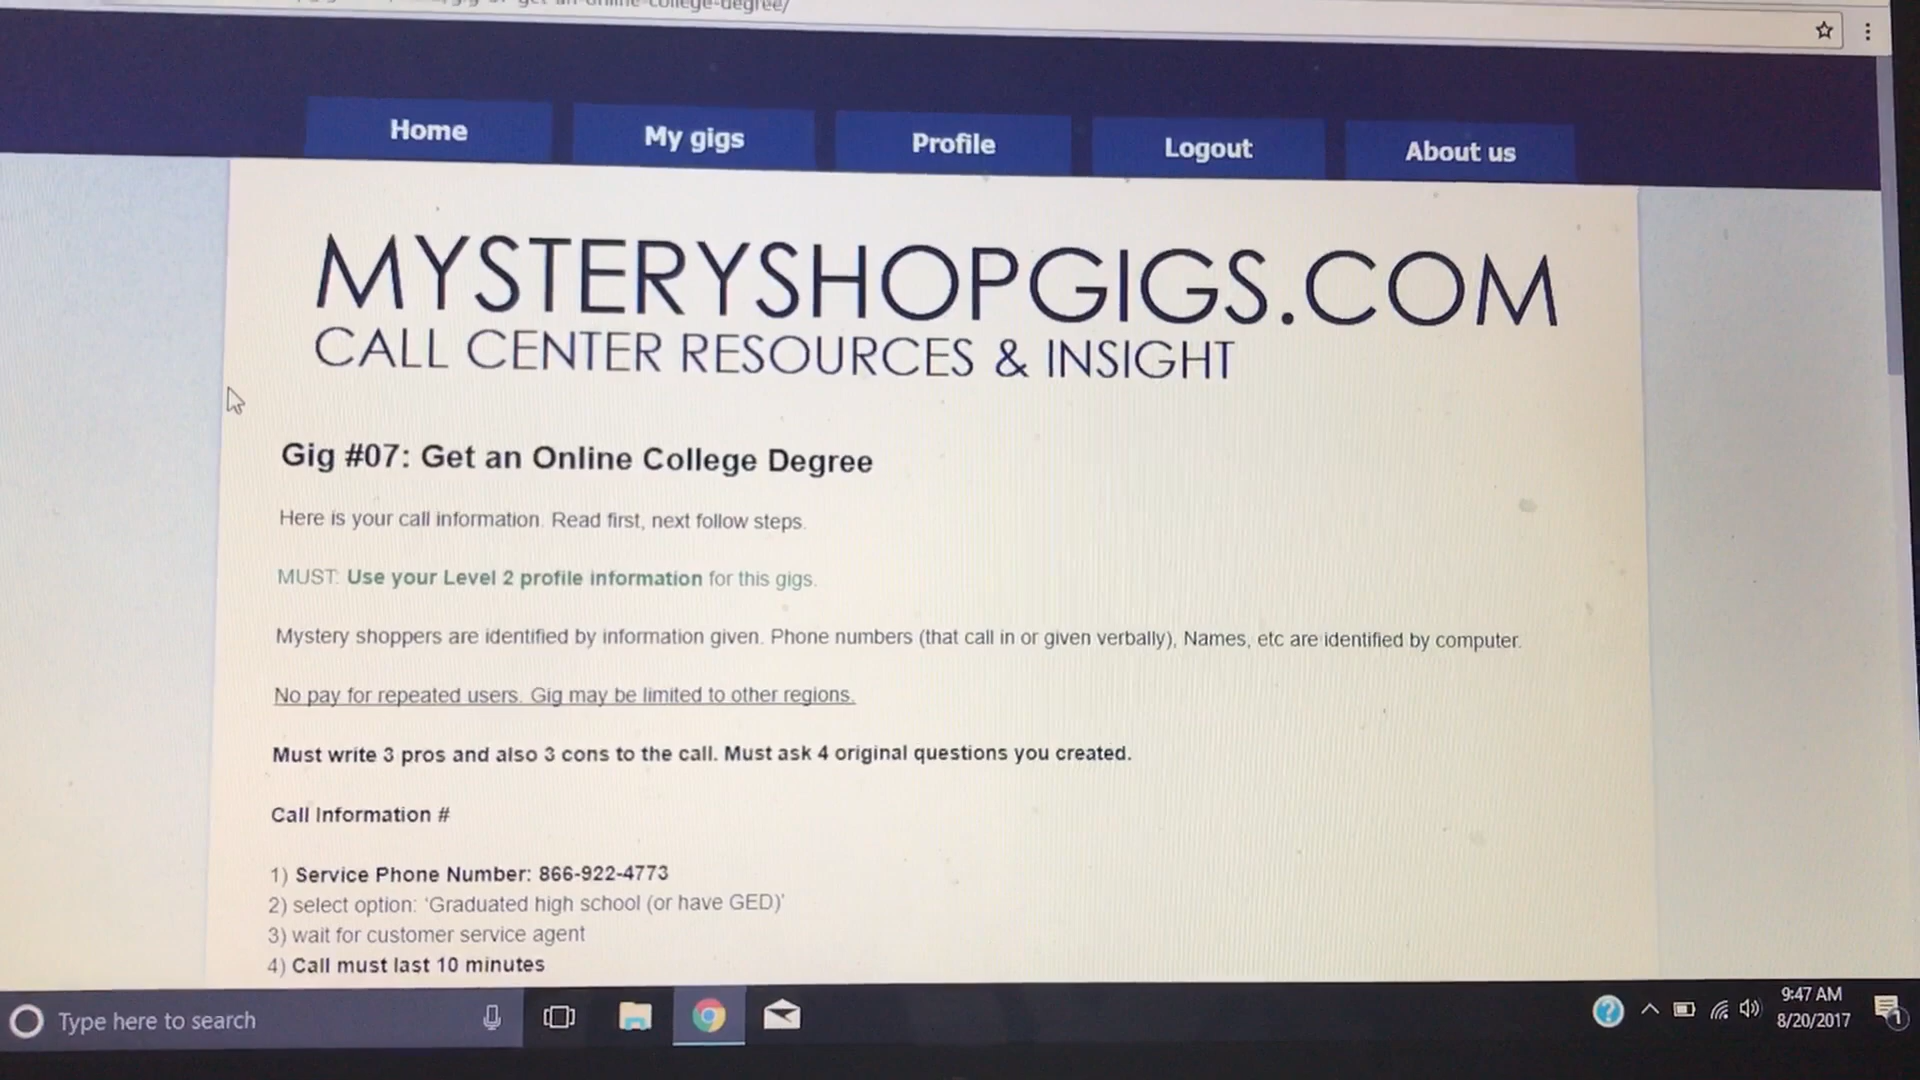 college-degree/
Home
My gigs
Profile
Logout
About us
MYSTERYSHOPGIGS.COM
CALL CENTER RESOURCES & INSIGHT
Gig #07: Get an Online College Degree
Here is your call information. Read first, next follow steps.
MUST: Use your Level 2 profile information for this gigs.
Mystery shoppers are identified by information given. Phone numbers (that call in or given verbally), Names, etc are identified by computer.
No pay for repeated users. Gig may be limited to other regions.
Must write 3 pros and also 3 cons to the call. Must ask 4 original questions you created.
Call Information #
1) Service Phone Number: 866-922-4773
2) select option: 'Graduated high school (or have GED)'
3) wait for customer service agent
4) Call must last 10 minutes
Type here to search
9:47 AM
8/20/2017
1